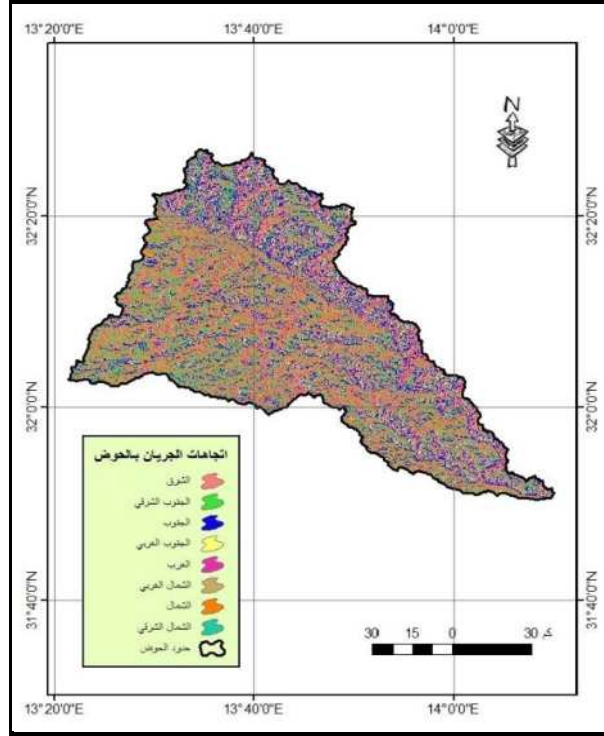 13°20'0"E 13°40'0"E 14°0'0"E
N
32°20'0"N 32°20'0"N
32°0'0"N 32°0'0"N
اتجاهات الجريان بالحوض
الشرق
الجنوب الشرقي
الجنوب
الجنوب الغربي
الغرب
الشمال الغربي
الشمال
الشمال الشرقي
حدود الحوض
31°40'0"N 31°40'0"N
30 15 0 30 كم
13°20'0"E 13°40'0"E 14°0'0"E